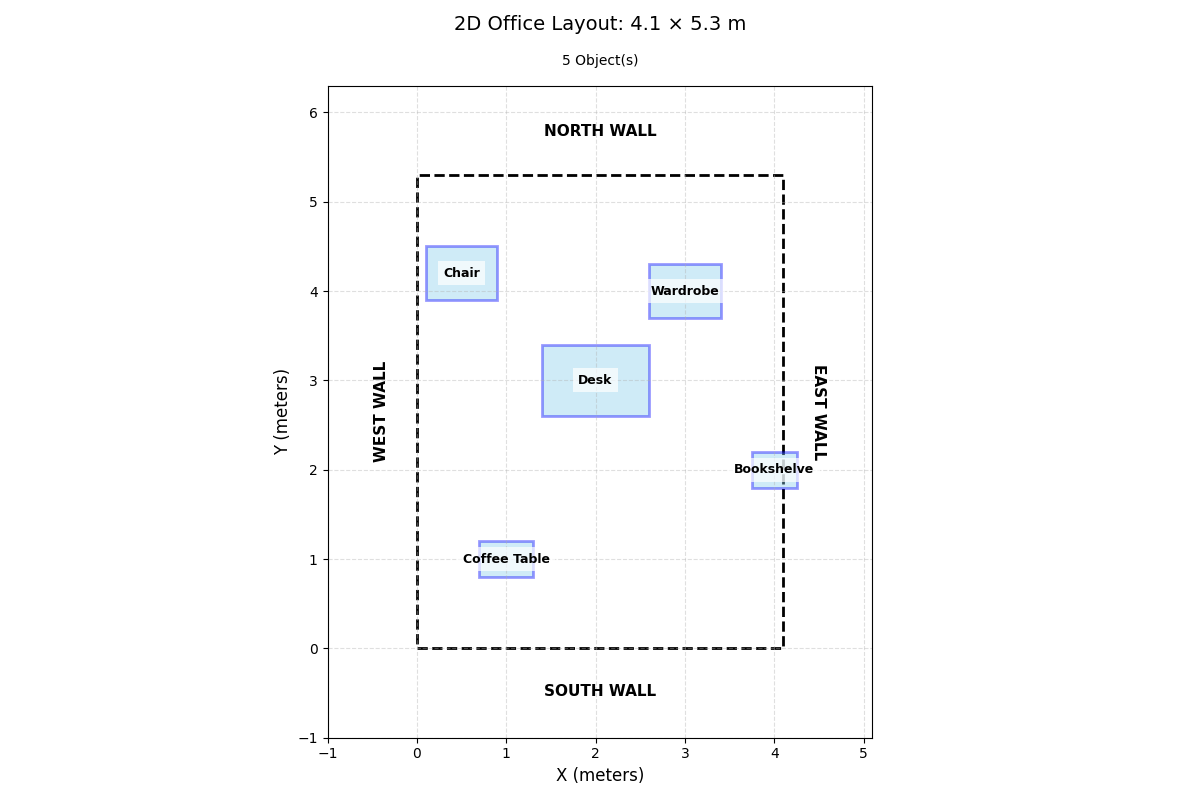 2D Office Layout: 4.1 × 5.3 m
5 Object(s)
6
NORTH WALL
5
Chair
4
Wardrobe
3
Desk
Y (meters)
WEST WALL
EAST WALL
2
Bookshelve
1
Coffee Table
0
SOUTH WALL
−1
−1 0 1 2 3 4 5
X (meters)